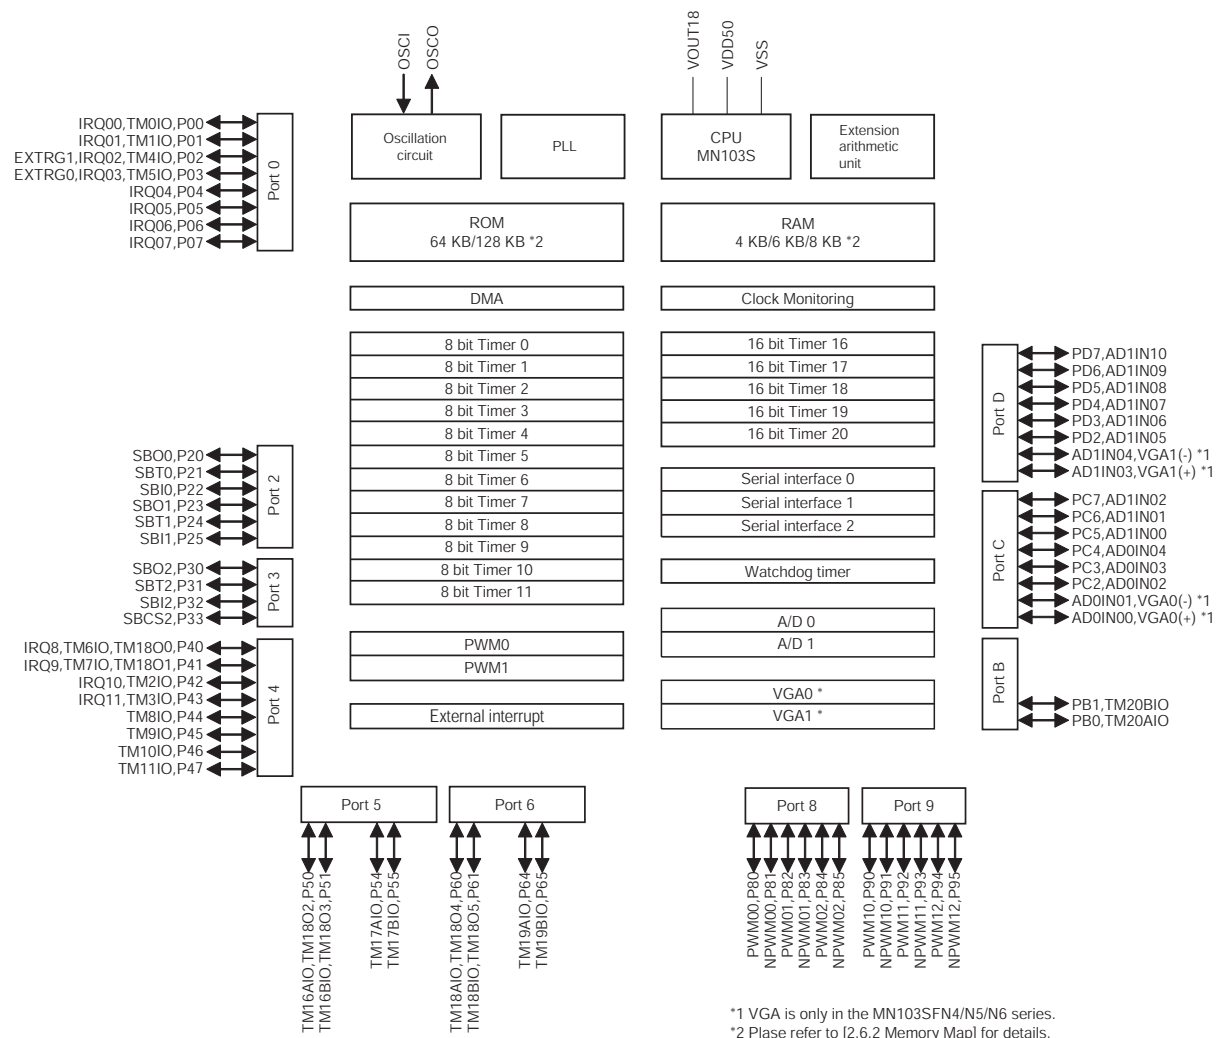 OSCI
OSCO
VOUT18
VDD50
VSS
IRQ00,TM0IO,P00
IRQ01,TM1IO,P01
EXTRG1,IRQ02,TM4IO,P02
EXTRG0,IRQ03,TM5IO,P03
IRQ04,P04
IRQ05,P05
IRQ06,P06
IRQ07,P07
Port 0
Oscillation
circuit
PLL
CPU
MN103S
Extension
arithmetic
unit
ROM
64 KB/128 KB *2
RAM
4 KB/6 KB/8 KB *2
DMA
Clock Monitoring
8 bit Timer 0
8 bit Timer 1
8 bit Timer 2
8 bit Timer 3
8 bit Timer 4
8 bit Timer 5
8 bit Timer 6
8 bit Timer 7
8 bit Timer 8
8 bit Timer 9
8 bit Timer 10
8 bit Timer 11
16 bit Timer 16
16 bit Timer 17
16 bit Timer 18
16 bit Timer 19
16 bit Timer 20
Serial interface 0
Serial interface 1
Serial interface 2
Watchdog timer
A/D 0
A/D 1
PWM0
PWM1
VGA0 *
VGA1 *
External interrupt
SBO0,P20
SBT0,P21
SBI0,P22
SBO1,P23
SBT1,P24
SBI1,P25
Port 2
SBO2,P30
SBT2,P31
SBI2,P32
SBCS2,P33
Port 3
IRQ8,TM6IO,TM18O0,P40
IRQ9,TM7IO,TM18O1,P41
IRQ10,TM2IO,P42
IRQ11,TM3IO,P43
TM8IO,P44
TM9IO,P45
TM10IO,P46
TM11IO,P47
Port 4
Port D
PD7,AD1IN10
PD6,AD1IN09
PD5,AD1IN08
PD4,AD1IN07
PD3,AD1IN06
PD2,AD1IN05
AD1IN04,VGA1(-) *1
AD1IN03,VGA1(+) *1
Port C
PC7,AD1IN02
PC6,AD1IN01
PC5,AD1IN00
PC4,AD0IN04
PC3,AD0IN03
PC2,AD0IN02
AD0IN01,VGA0(-) *1
AD0IN00,VGA0(+) *1
Port B
PB1,TM20BIO
PB0,TM20AIO
Port 5
TM16AIO,TM18O2,P50
TM16BIO,TM18O3,P51
TM17AIO,P54
TM17BIO,P55
Port 6
TM18AIO,TM18O4,P60
TM18BIO,TM18O5,P61
TM19AIO,P64
TM19BIO,P65
Port 8
PWM00,P80
NPWM00,P81
PWM01,P82
NPWM01,P83
PWM02,P84
NPWM02,P85
Port 9
PWM10,P90
NPWM10,P91
PWM11,P92
NPWM11,P93
PWM12,P94
NPWM12,P95
*1 VGA is only in the MN103SFN4/N5/N6 series.
*2 Plase refer to [2.6.2 Memory Map] for details.